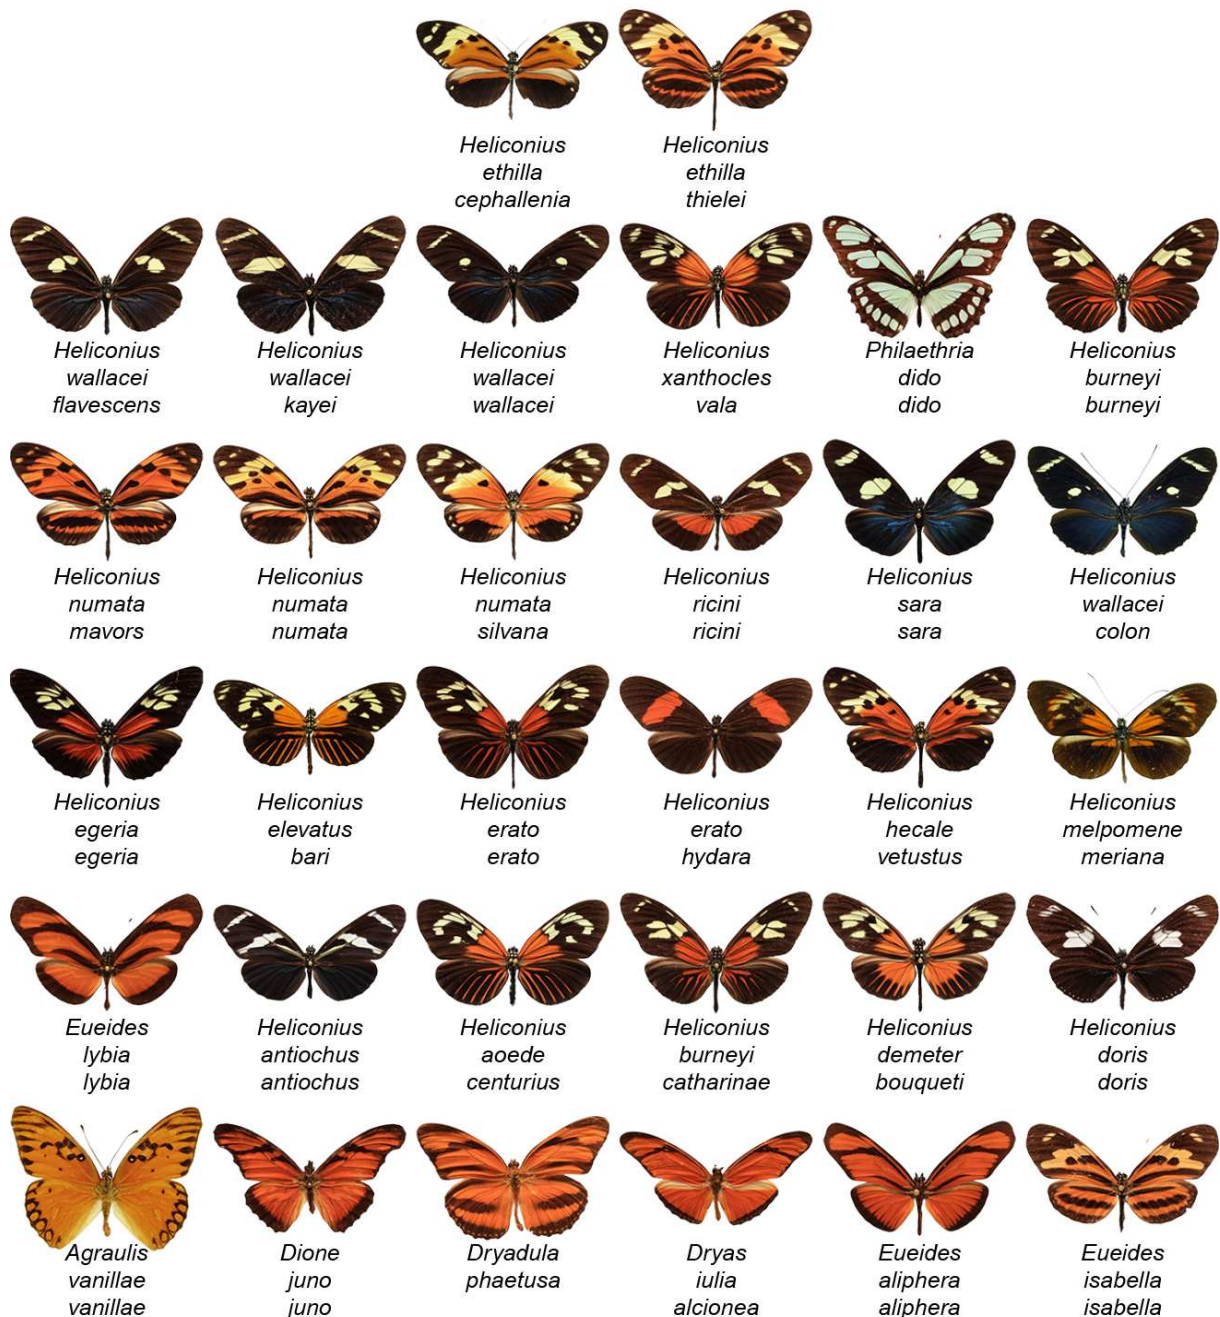 Heliconius
ethilla
cephallenia
Heliconius
ethilla
thielei
Heliconius
wallacei
flavescens
Heliconius
wallacei
kayei
Heliconius
wallacei
wallacei
Heliconius
xanthocles
vala
Philaethria
dido
dido
Heliconius
burneyi
burneyi
Heliconius
numata
mavors
Heliconius
numata
numata
Heliconius
numata
silvana
Heliconius
ricini
ricini
Heliconius
sara
sara
Heliconius
wallacei
colon
Heliconius
egeria
egeria
Heliconius
elevatus
bari
Heliconius
erato
erato
Heliconius
erato
hydara
Heliconius
hecale
vetustus
Heliconius
melpomene
meriana
Eueides
lybia
lybia
Heliconius
antiochus
antiochus
Heliconius
aoede
centurius
Heliconius
burneyi
catharinae
Heliconius
demeter
bouqueti
Heliconius
doris
doris
Agraulis
vanillae
vanillae
Dione
juno
juno
Dryadula
phaetusa
Dryas
iulia
alcionea
Eueides
aliphera
aliphera
Eueides
isabella
isabella